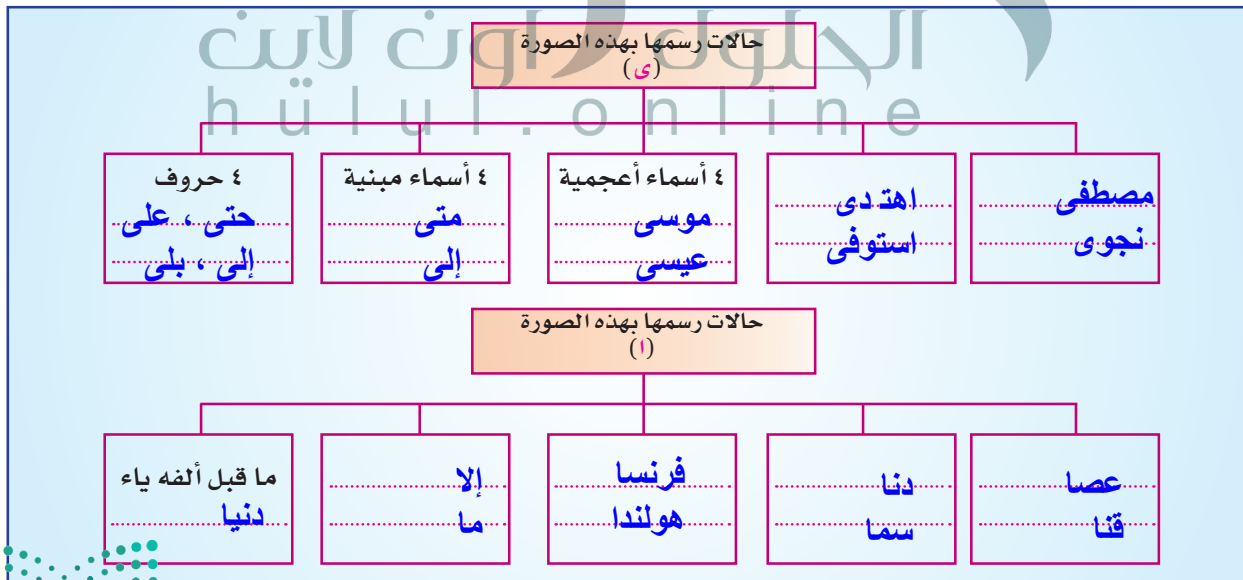 الحلول اون لاين
hulul.online
حالات رسمها بهذه الصورة
(ى)
مصطفى
نجوى
اهتدى
استوفى
٤ أسماء أعجمية
موسى
عيسى
٤ أسماء مبنية
متى
إلى
٤ حروف
حتى ، على
إلى ، بلى
حالات رسمها بهذه الصورة
(ا)
عصا
قنا
دنا
سما
فرنسا
هولندا
إلا
ما
ما قبل ألفه ياء
دنيا